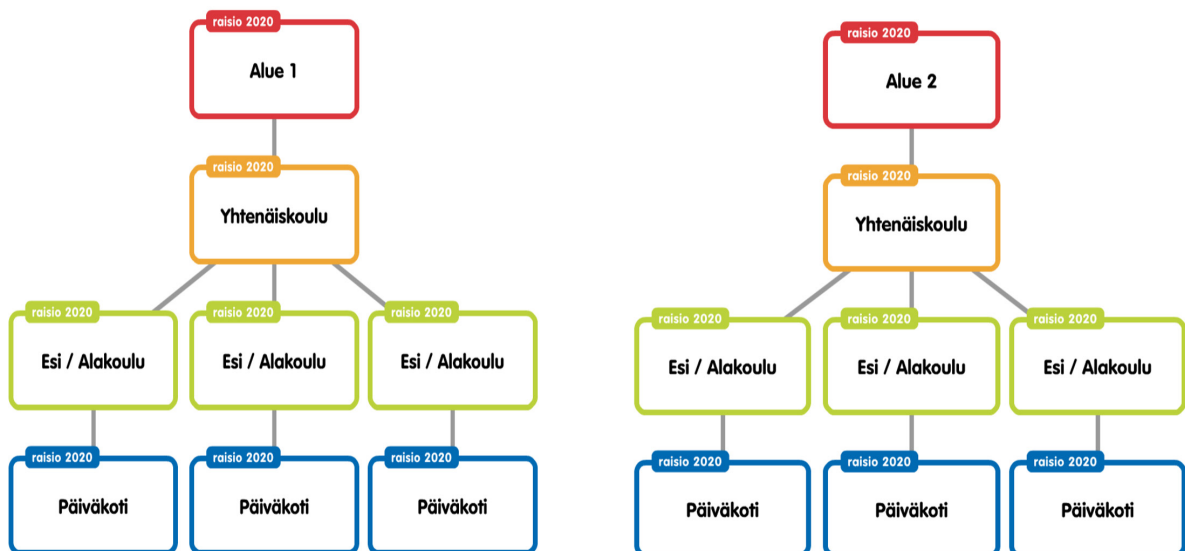 raisio 2020
Alue 1
raisio 2020
Yhtenäiskoulu
raisio 2020
raisio 2020
raisio 2020
Esi / Alakoulu
Esi / Alakoulu
Esi / Alakoulu
raisio 2020
raisio 2020
raisio 2020
Päiväkoti
Päiväkoti
Päiväkoti
raisio 2020
Alue 2
raisio 2020
Yhtenäiskoulu
raisio 2020
raisio 2020
raisio 2020
Esi / Alakoulu
Esi / Alakoulu
Esi / Alakoulu
raisio 2020
raisio 2020
raisio 2020
Päiväkoti
Päiväkoti
Päiväkoti